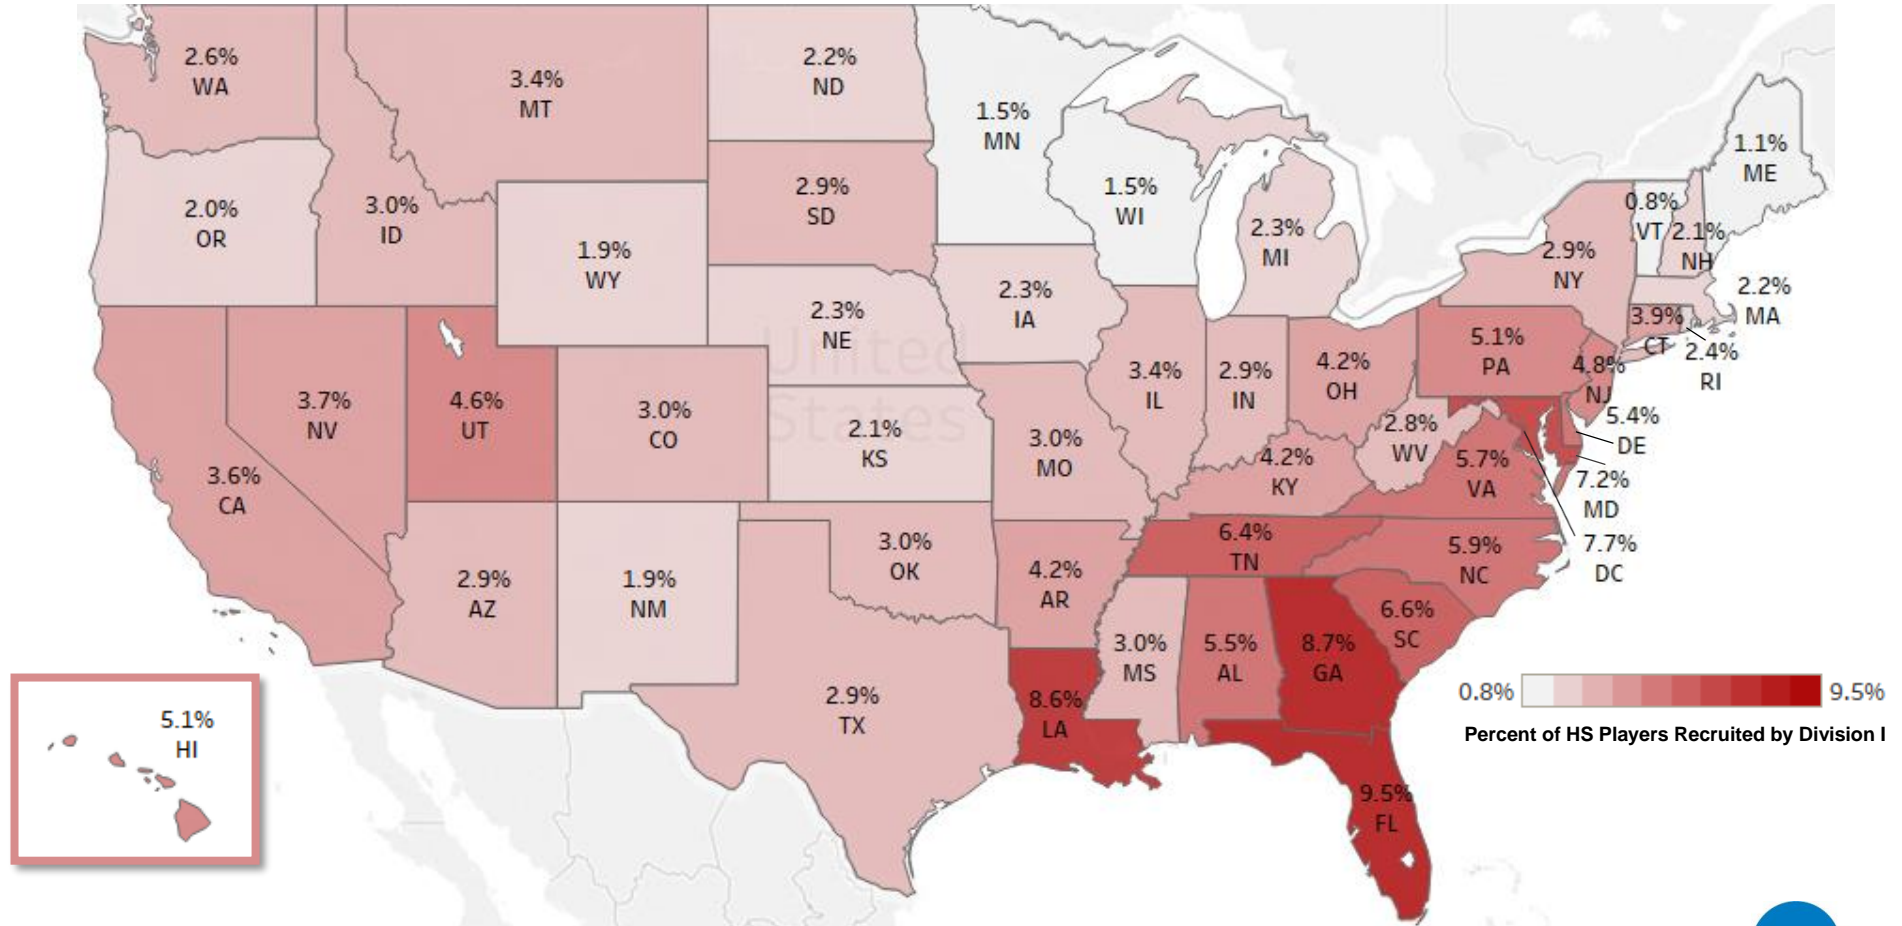 2.6%
WA
3.4%
MT
2.2%
ND
1.5%
MN
1.1%
ME
2.0%
OR
3.0%
ID
1.9%
WY
2.9%
SD
1.5%
WI
2.3%
MI
2.9%
NY
0.8%
VT
2.1%
NH
2.2%
MA
3.9%
CT
2.4%
RI
2.3%
NE
2.3%
IA
3.7%
NV
4.6%
UT
3.0%
CO
United
States
2.1%
KS
3.0%
MO
3.4%
IL
2.9%
IN
4.2%
OH
5.1%
PA
4.8%
NJ
5.4%
DE
7.2%
MD
7.7%
DC
2.8%
WV
5.7%
VA
4.2%
KY
3.6%
CA
2.9%
AZ
1.9%
NM
3.0%
OK
4.2%
AR
6.4%
TN
5.9%
NC
6.6%
SC
3.0%
MS
5.5%
AL
8.7%
GA
8.6%
LA
2.9%
TX
9.5%
FL
5.1%
HI
0.8% 9.5%
Percent of HS Players Recruited by Division I